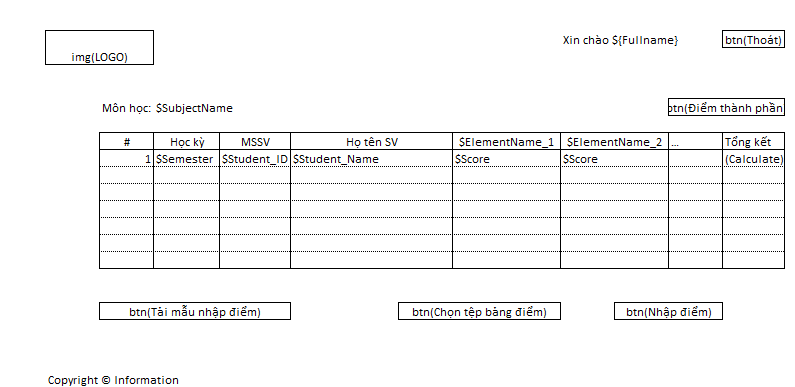 img(LOGO)
Xin chào ${Fullname}
btn(Thoát)
Môn học: $SubjectName
btn(Điểm thành phần
# Học kỳ MSSV Họ tên SV $ElementName_1 $ElementName_2 ... Tổng kết
1 $Semester $Student_ID $Student_Name $Score $Score (Calculate)
btn(Tải mẫu nhập điểm) btn(Chọn tệp bảng điểm) btn(Nhập điểm)
Copyright © Information